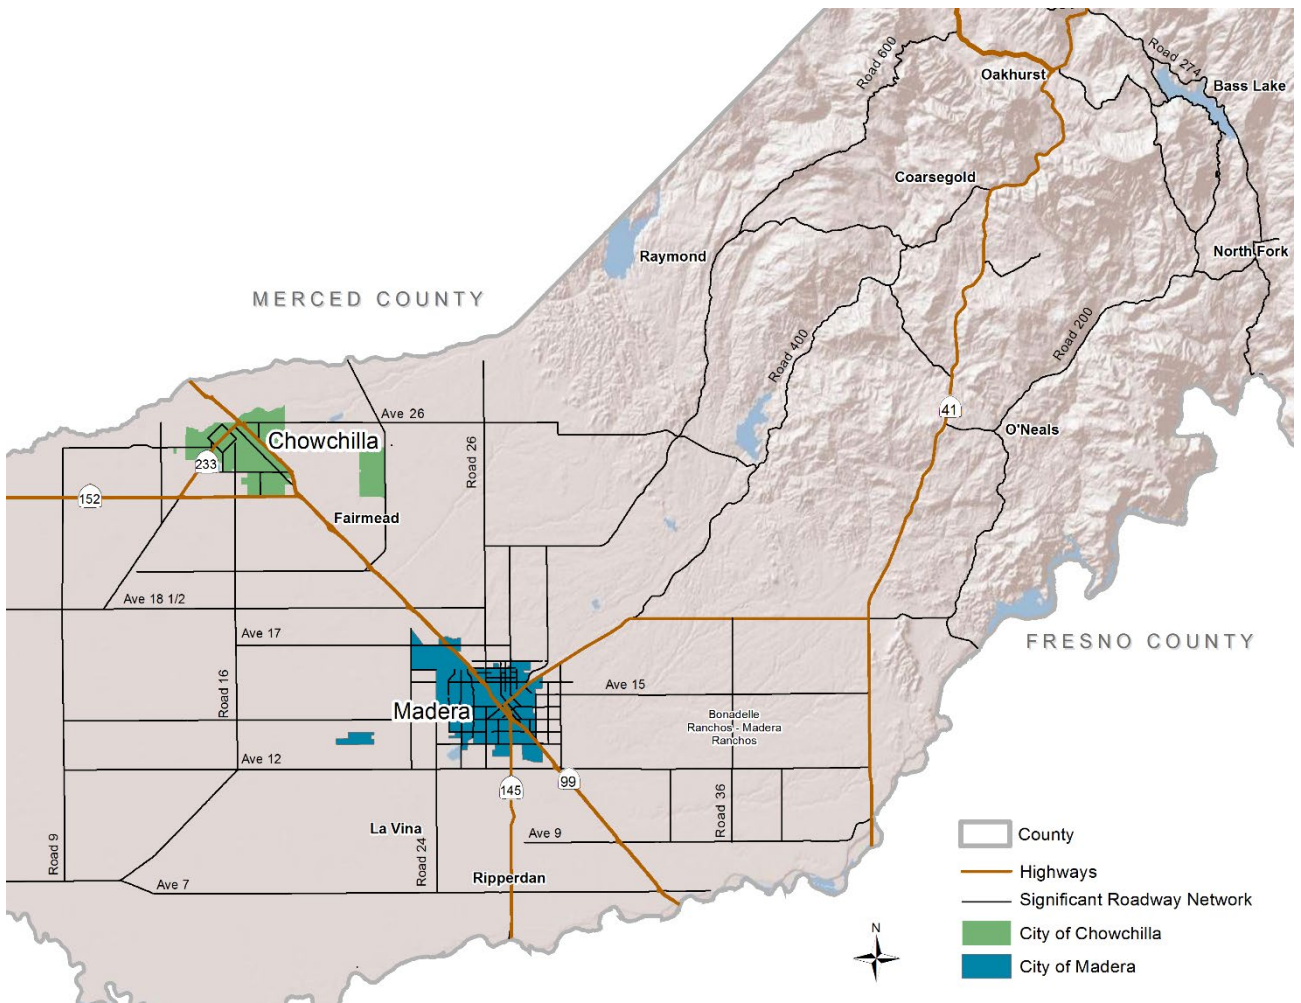 Road 600
Road 274
Oakhurst
Bass Lake
Coarsegold
Raymond
North Fork
MERCED COUNTY
Road 200
Road 400
41
Ave 26
O'Neals
Chowchilla
Road 26
233
152
Fairmead
Ave 18 1/2
Ave 17
FRESNO COUNTY
Road 16
Ave 15
Madera
Bonadelle
Ranchos - Madera
Ranchos
Ave 12
99
145
Road 36
La Vina
Ave 9
Road 9
Road 24
Ripperdan
Ave 7
County
Highways
Significant Roadway Network
City of Chowchilla
City of Madera
N